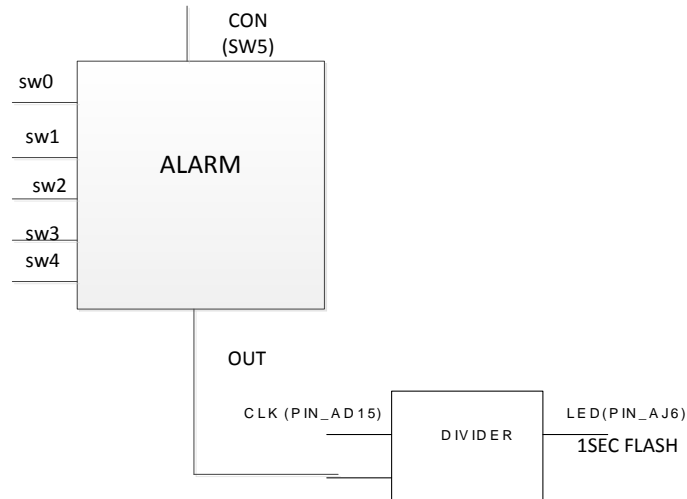 CON
(SW5)
sw0
sw1
ALARM
sw2
sw3
sw4
OUT
CLK (PIN_AD15)
LED(PIN_AJ6)
DIVIDER
1SEC FLASH